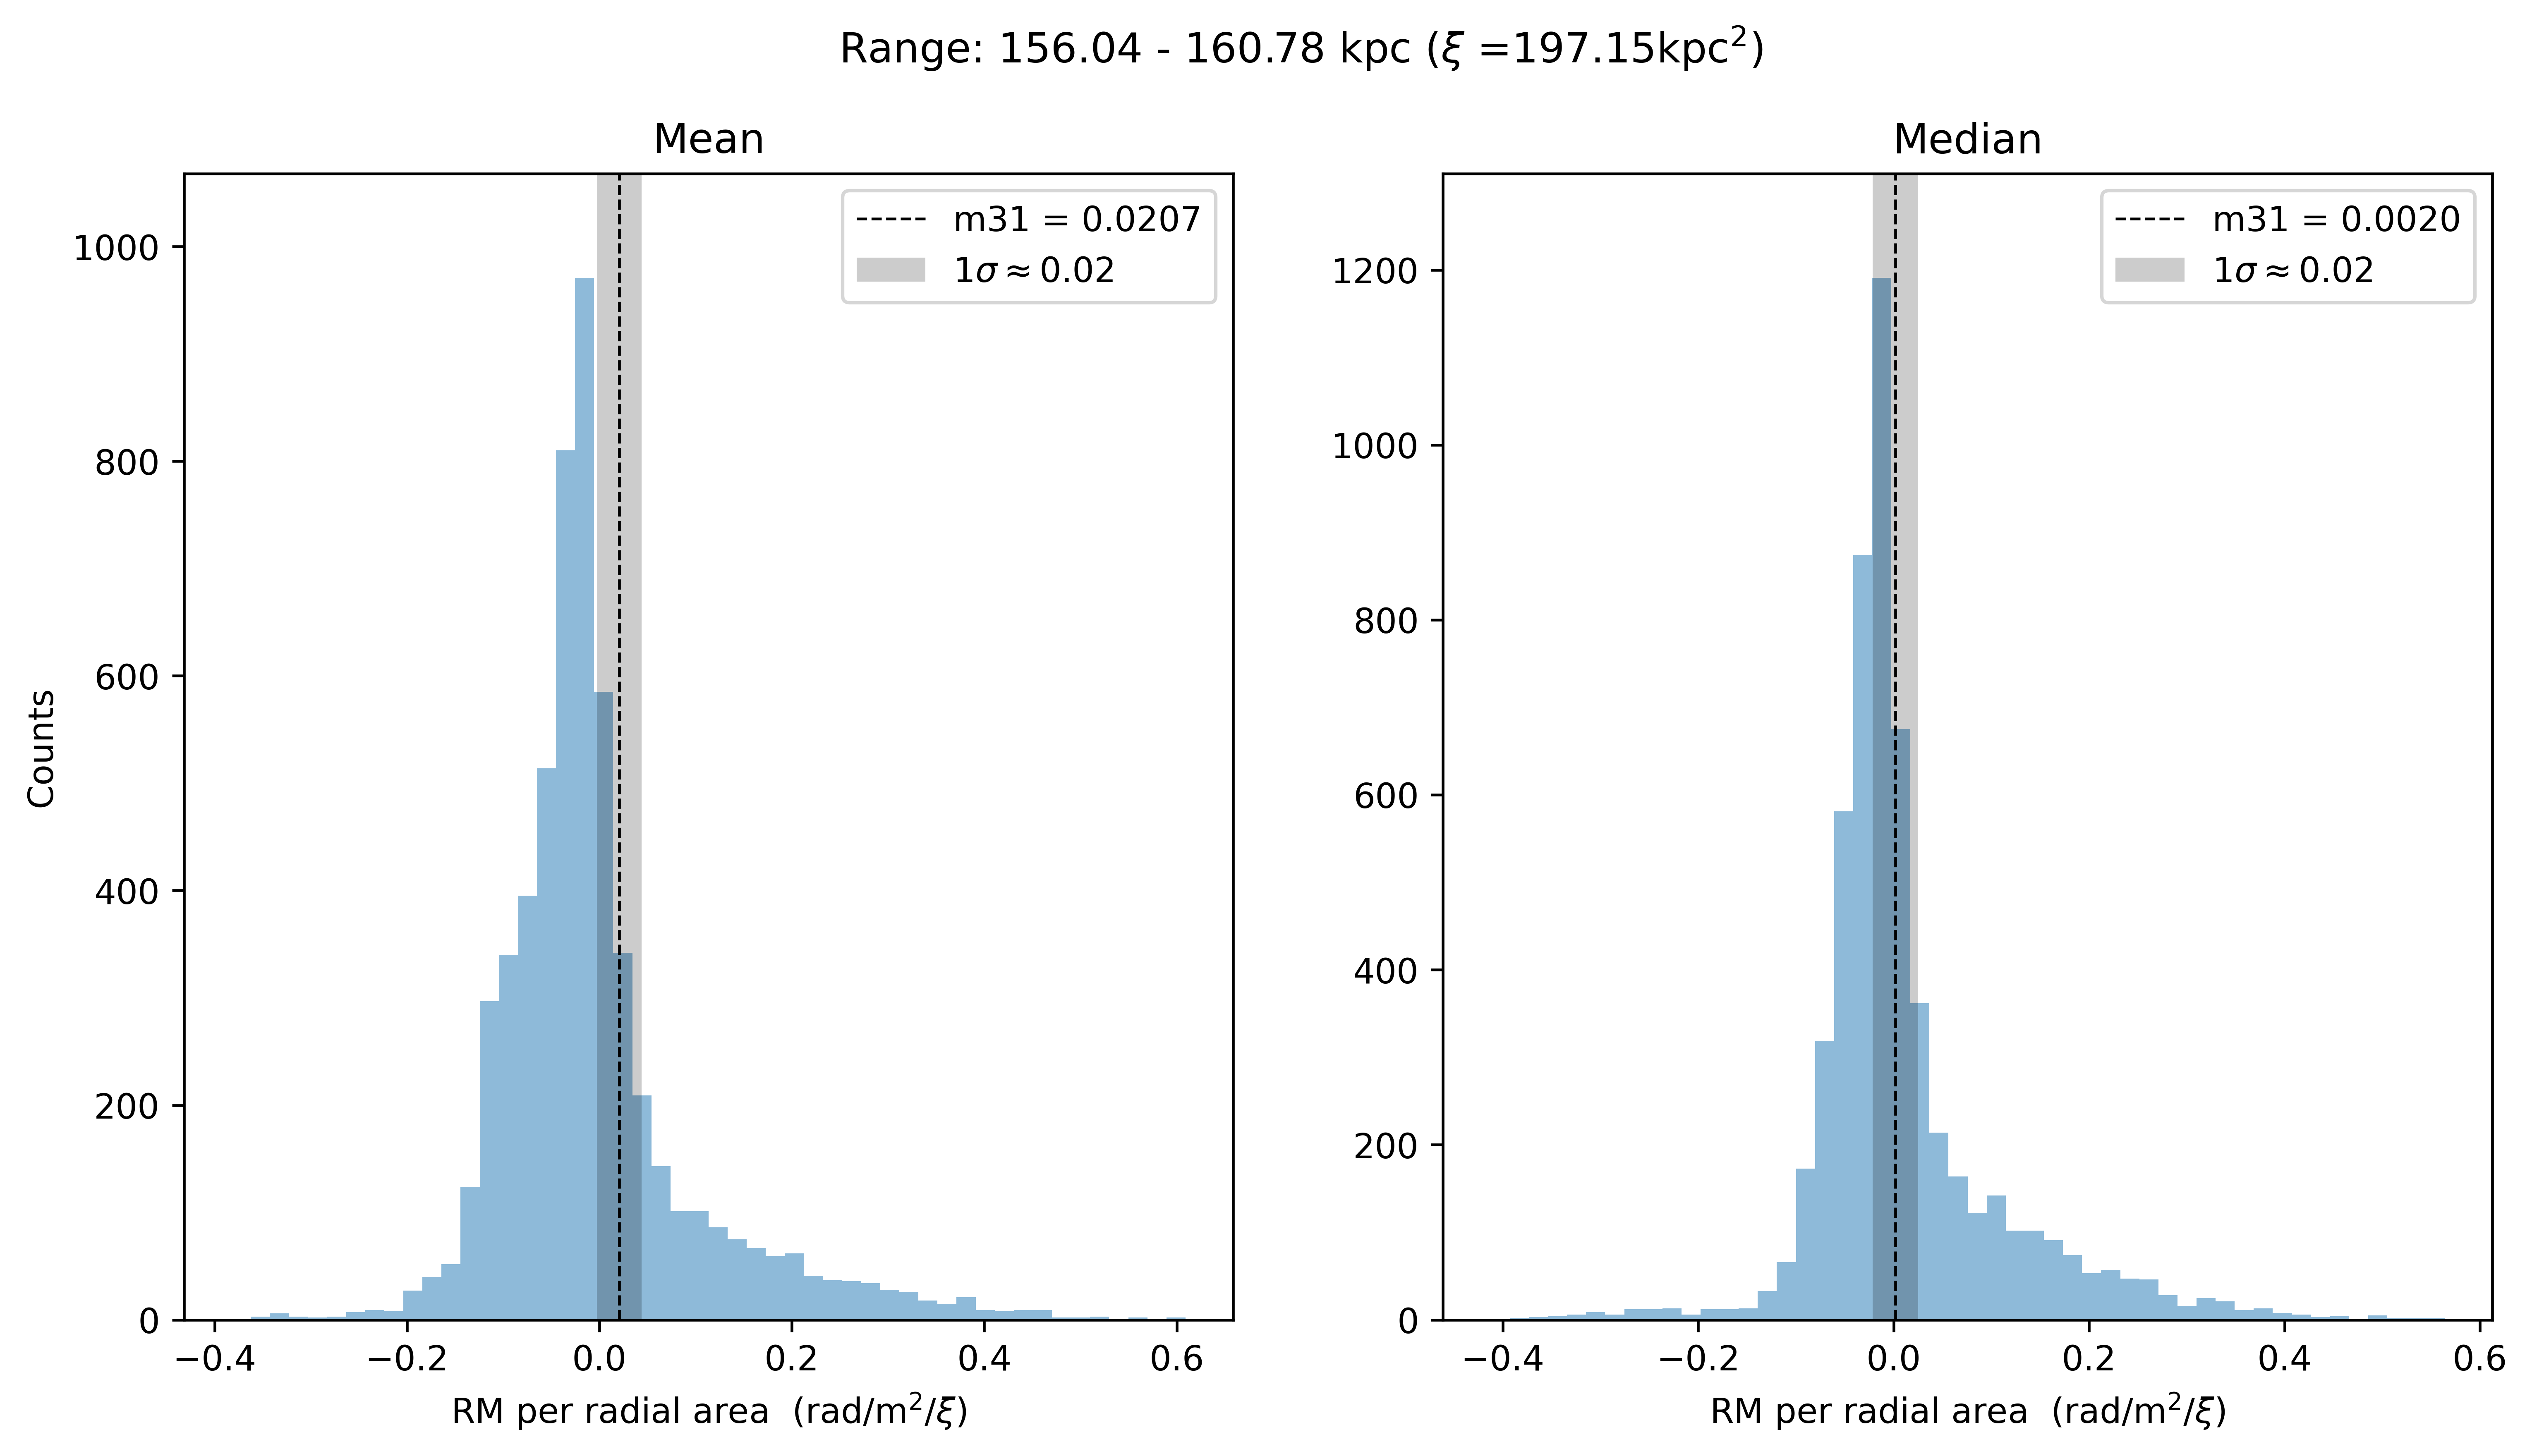 Range: 156.04 - 160.78 kpc (ξ =197.15kpc²)
Mean
m31 = 0.0207
1σ≈0.02
1000
800
600
400
200
0
Counts
−0.4 −0.2 0.0 0.2 0.4 0.6
RM per radial area (rad/m²/ξ)
Median
m31 = 0.0020
1σ≈0.02
1200
1000
800
600
400
200
0
−0.4 −0.2 0.0 0.2 0.4 0.6
RM per radial area (rad/m²/ξ)